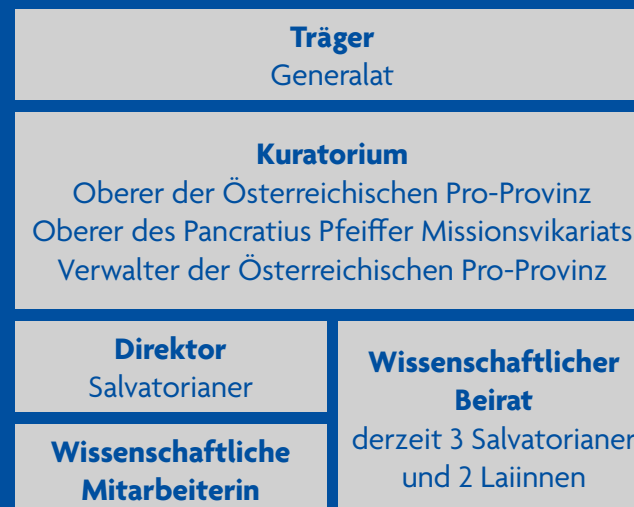 Träger
Generalat
Kuratorium
Oberer der Österreichischen Pro-Provinz
Oberer des Pancratius Pfeiffer Missionsvikariats
Verwalter der Österreichischen Pro-Provinz
Direktor
Salvatorianer
Wissenschaftliche
Mitarbeiterin
Wissenschaftlicher
Beirat
derzeit 3 Salvatorianer
und 2 Laiinnen